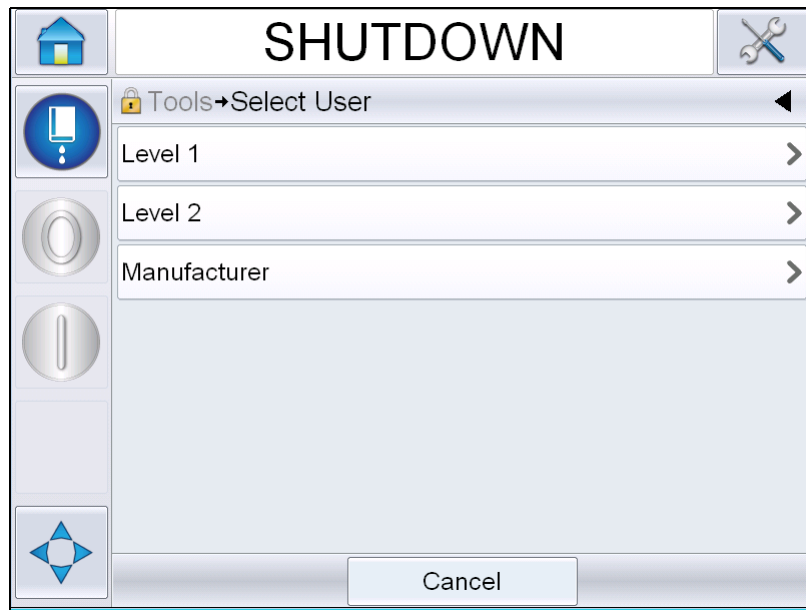 SHUTDOWN
Tools→Select User
Level 1
Level 2
Manufacturer
Cancel